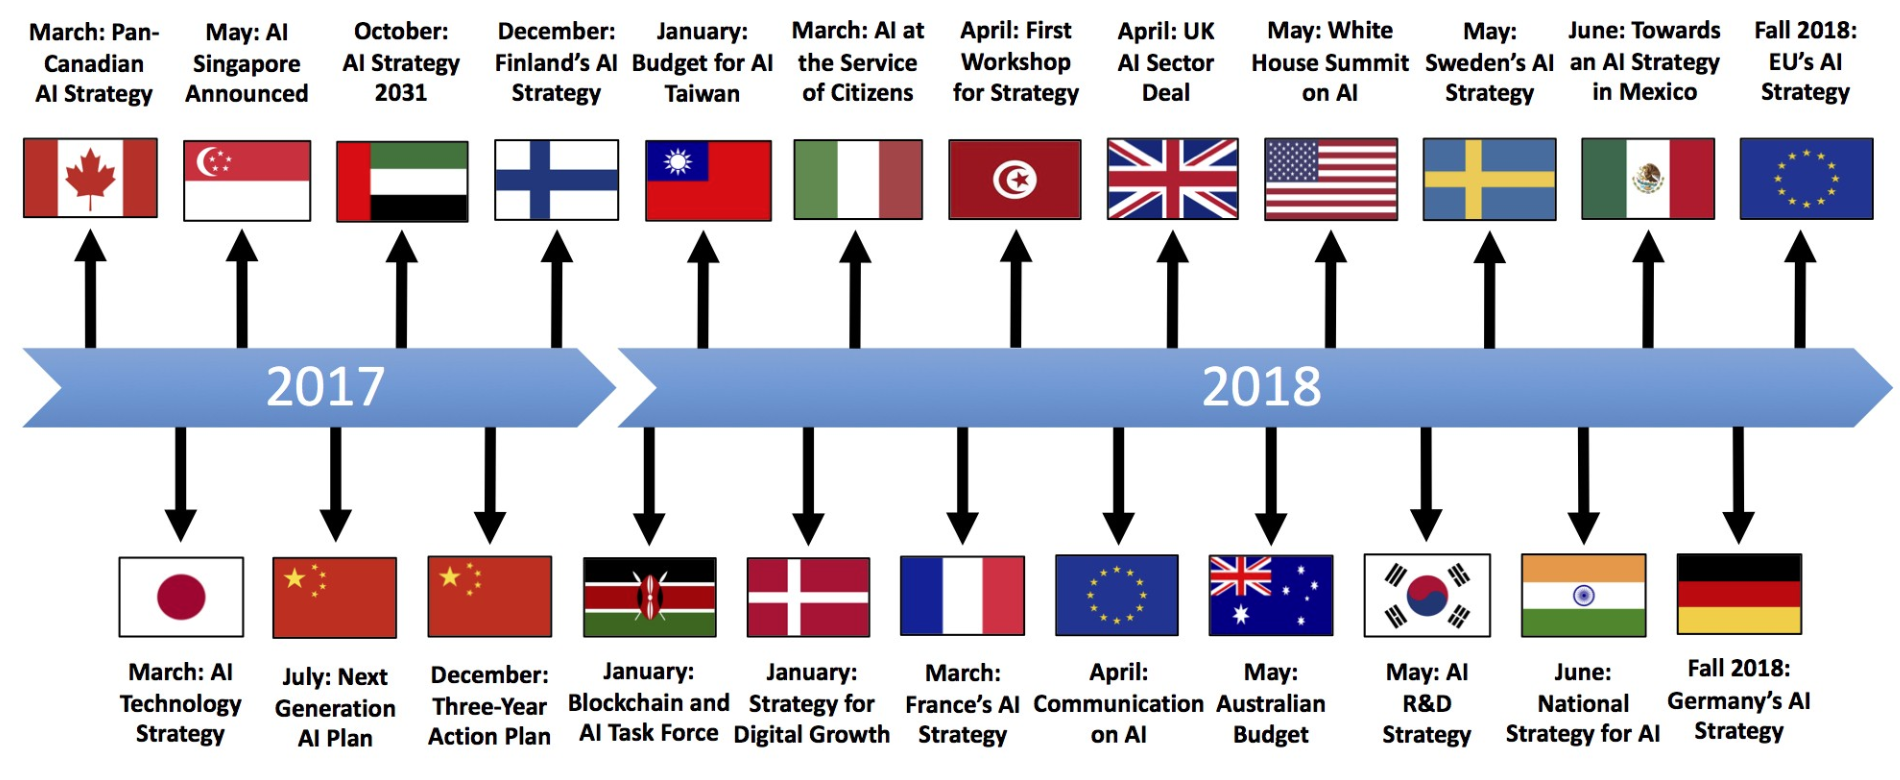 March: Pan-
Canadian
AI Strategy
May: AI
Singapore
Announced
October:
AI Strategy
2031
December:
Finland’s AI
Strategy
January:
Budget for AI
Taiwan
March: AI at
the Service
of Citizens
April: First
Workshop
for Strategy
April: UK
AI Sector
Deal
May: White
House Summit
on AI
May:
Sweden’s AI
Strategy
June: Towards
an AI Strategy
in Mexico
Fall 2018:
EU’s AI
Strategy
2017
2018
March: AI
Technology
Strategy
July: Next
Generation
AI Plan
December:
Three-Year
Action Plan
January:
Blockchain and
AI Task Force
January:
Strategy for
Digital Growth
March:
France’s AI
Strategy
April:
Communication
on AI
May:
Australian
Budget
May: AI
R&D
Strategy
June:
National
Strategy for AI
Fall 2018:
Germany’s AI
Strategy